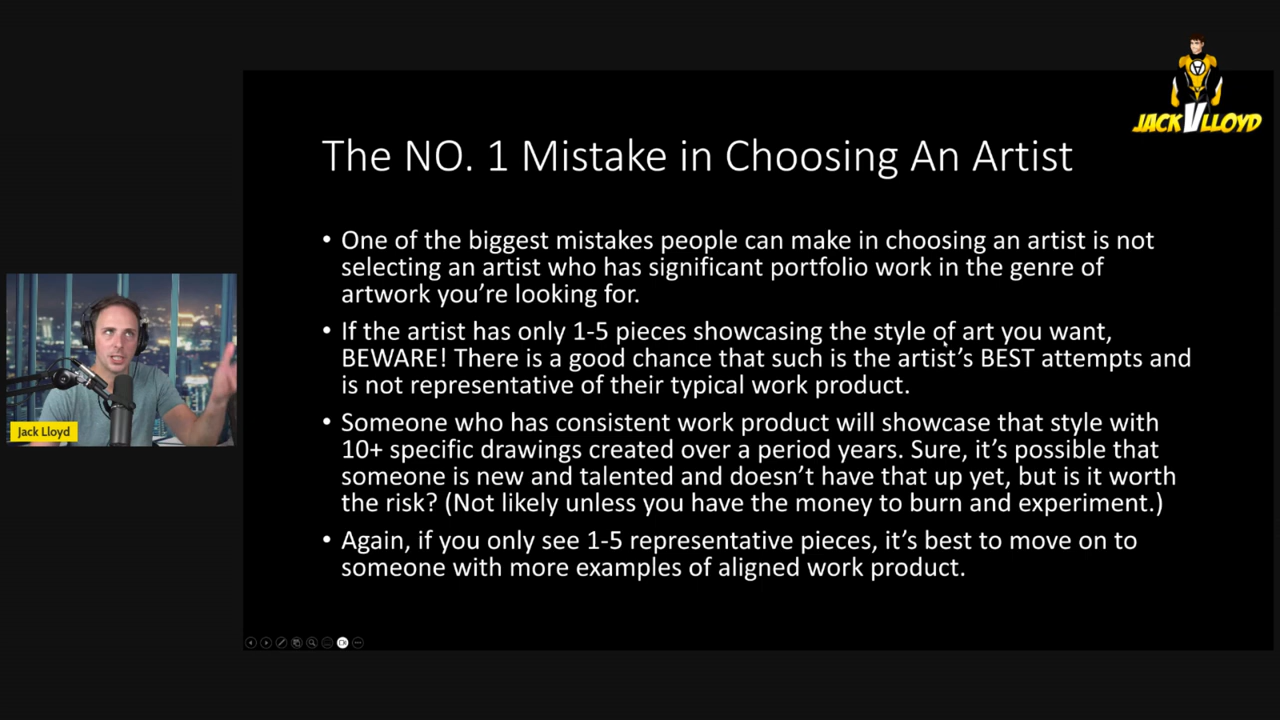 JACK V LLOYD
The NO. 1 Mistake in Choosing An Artist
• One of the biggest mistakes people can make in choosing an artist is not
selecting an artist who has significant portfolio work in the genre of
artwork you’re looking for.
• If the artist has only 1-5 pieces showcasing the style of art you want,
BEWARE! There is a good chance that such is the artist’s BEST attempts and
is not representative of their typical work product.
• Someone who has consistent work product will showcase that style with
10+ specific drawings created over a period years. Sure, it’s possible that
someone is new and talented and doesn’t have that up yet, but is it worth
the risk? (Not likely unless you have the money to burn and experiment.)
• Again, if you only see 1-5 representative pieces, it’s best to move on to
someone with more examples of aligned work product.
Jack Lloyd